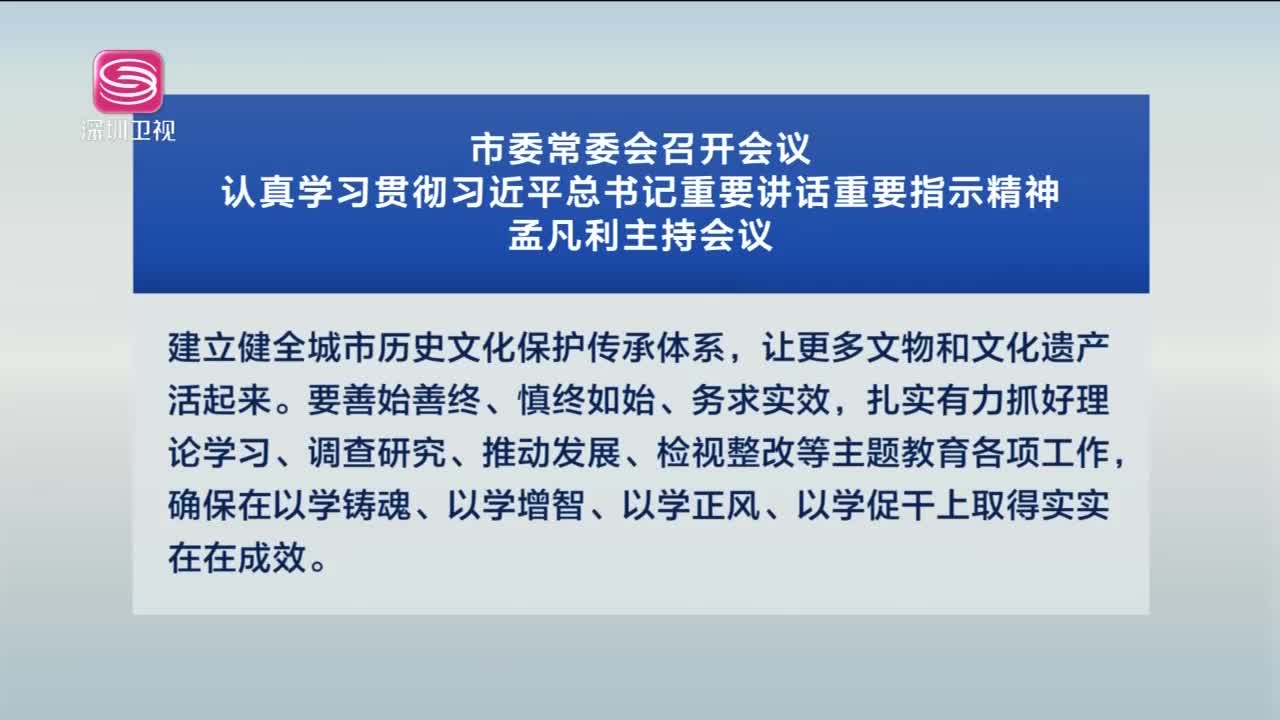 深圳卫视
市委常委会召开会议
认真学习贯彻习近平总书记重要讲话重要指示精神
孟凡利主持会议
建立健全城市历史文化保护传承体系，让更多文物和文化遗产
活起来。要善始善终、慎终如始、务求实效，扎实有力抓好理
论学习、调查研究、推动发展、检视整改等主题教育各项工作，
确保在以学铸魂、以学增智、以学正风、以学促干上取得实实
在在成效。